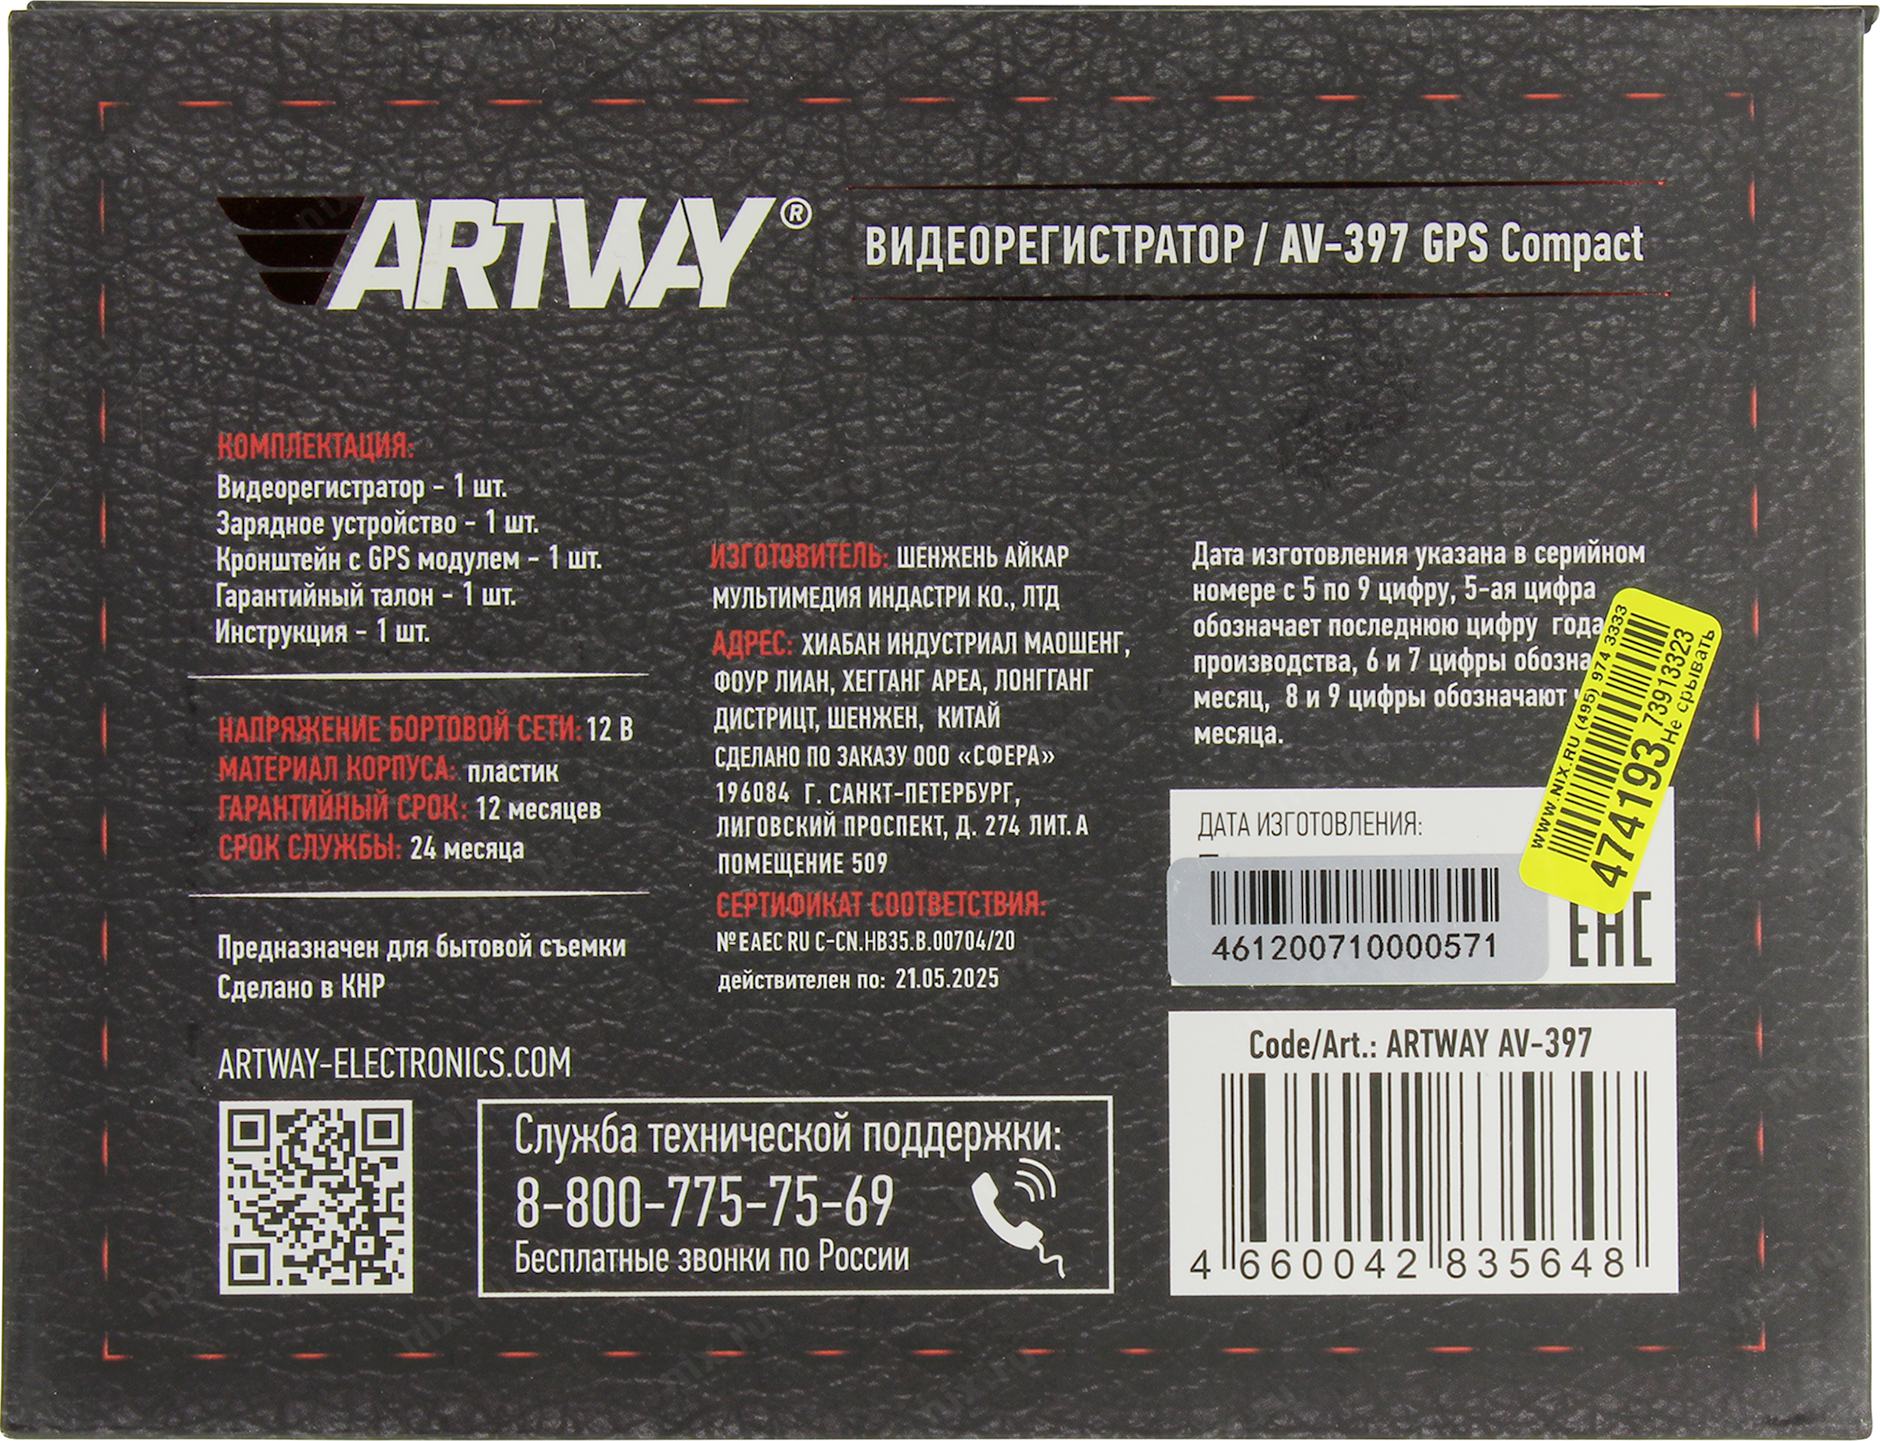 ARTWAY®
ВИДЕОРЕГИСТРАТОР / AV-397 GPS Compact
КОМПЛЕКТАЦИЯ:
Видеорегистратор - 1 шт.
Зарядное устройство - 1 шт.
Кронштейн с GPS модулем - 1 шт.
Гарантийный талон - 1 шт.
Инструкция - 1 шт.
НАПРЯЖЕНИЕ БОРТОВОЙ СЕТИ: 12 В
МАТЕРИАЛ КОРПУСА: пластик
ГАРАНТИЙНЫЙ СРОК: 12 месяцев
СРОК СЛУЖБЫ: 24 месяца
Предназначен для бытовой съемки
Сделано в КНР
ARTWAY-ELECTRONICS.COM
ИЗГОТОВИТЕЛЬ: ШЕНЖЕНЬ АЙКАР
МУЛЬТИМЕДИЯ ИНДАСТРИ КО., ЛТД
АДРЕС: ХИАБАН ИНДУСТРИАЛ МАОШЕНГ,
ФОУР ЛИАН, ХЕГГАНГ АРЕА, ЛОНГГАНГ
ДИСТРИЦТ, ШЕНЖЕН, КИТАЙ
СДЕЛАНО ПО ЗАКАЗУ ООО «СФЕРА»
196084 Г. САНКТ-ПЕТЕРБУРГ,
ЛИГОВСКИЙ ПРОСПЕКТ, Д. 274 ЛИТ. А
ПОМЕЩЕНИЕ 509
СЕРТИФИКАТ СООТВЕТСТВИЯ:
№ ЕАЕС RU C-CN.HB35.B.00704/20
действителен по: 21.05.2025
Служба технической поддержки:
8-800-775-75-69
Бесплатные звонки по России
Дата изготовления указана в серийном
номере с 5 по 9 цифру, 5-ая цифра
обозначает последнюю цифру года
производства, 6 и 7 цифры обозна
месяц, 8 и 9 цифры обозначают
месяца.
WWW.NIX.RU (495) 974 3333
474193 73913323
Не срывать
ДАТА ИЗГОТОВЛЕНИЯ:
461200710000571
EAC
Code/Art.: ARTWAY AV-397
4 660042 835648